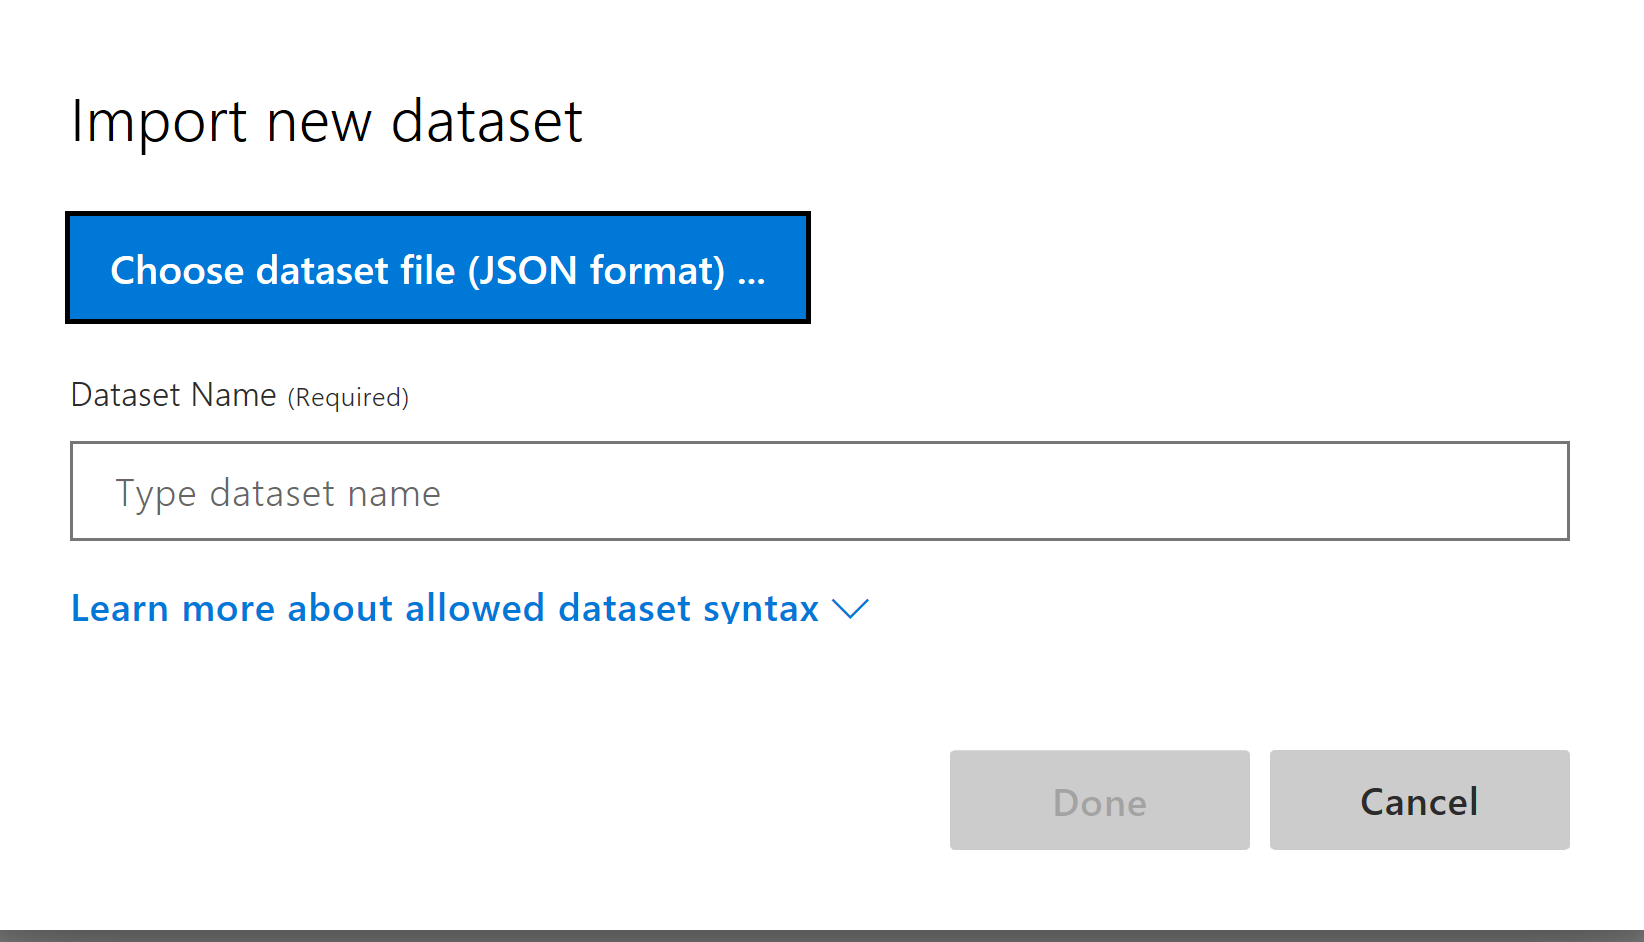 Import new dataset
Choose dataset file (JSON format) ...
Dataset Name (Required)
Type dataset name
Learn more about allowed dataset syntax
Done
Cancel